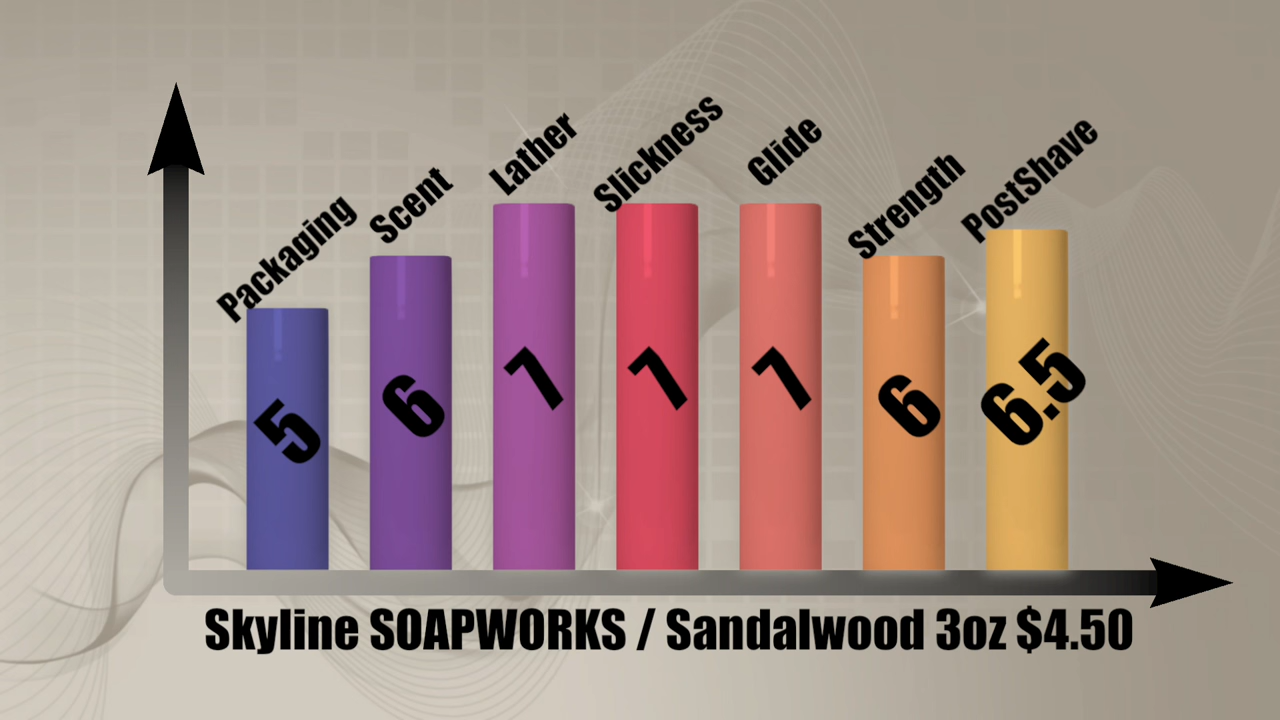 Packaging
Scent
Lather
Slickness
Glide
Strength
PostShave
5
6
7
7
7
6
6.5
Skyline SOAPWORKS / Sandalwood 3oz $4.50